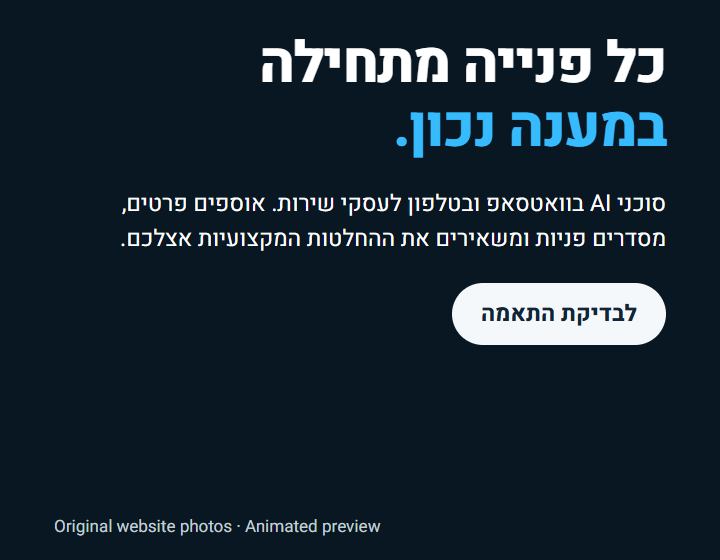 כל פנייה מתחילה
במענה נכון.
סוכני AI בוואטסאפ ובטלפון לעסקי שירות. אוספים פרטים,
מסדרים פניות ומשאירים את ההחלטות המקצועיות אצלכם.
לבדיקת התאמה
Original website photos · Animated preview